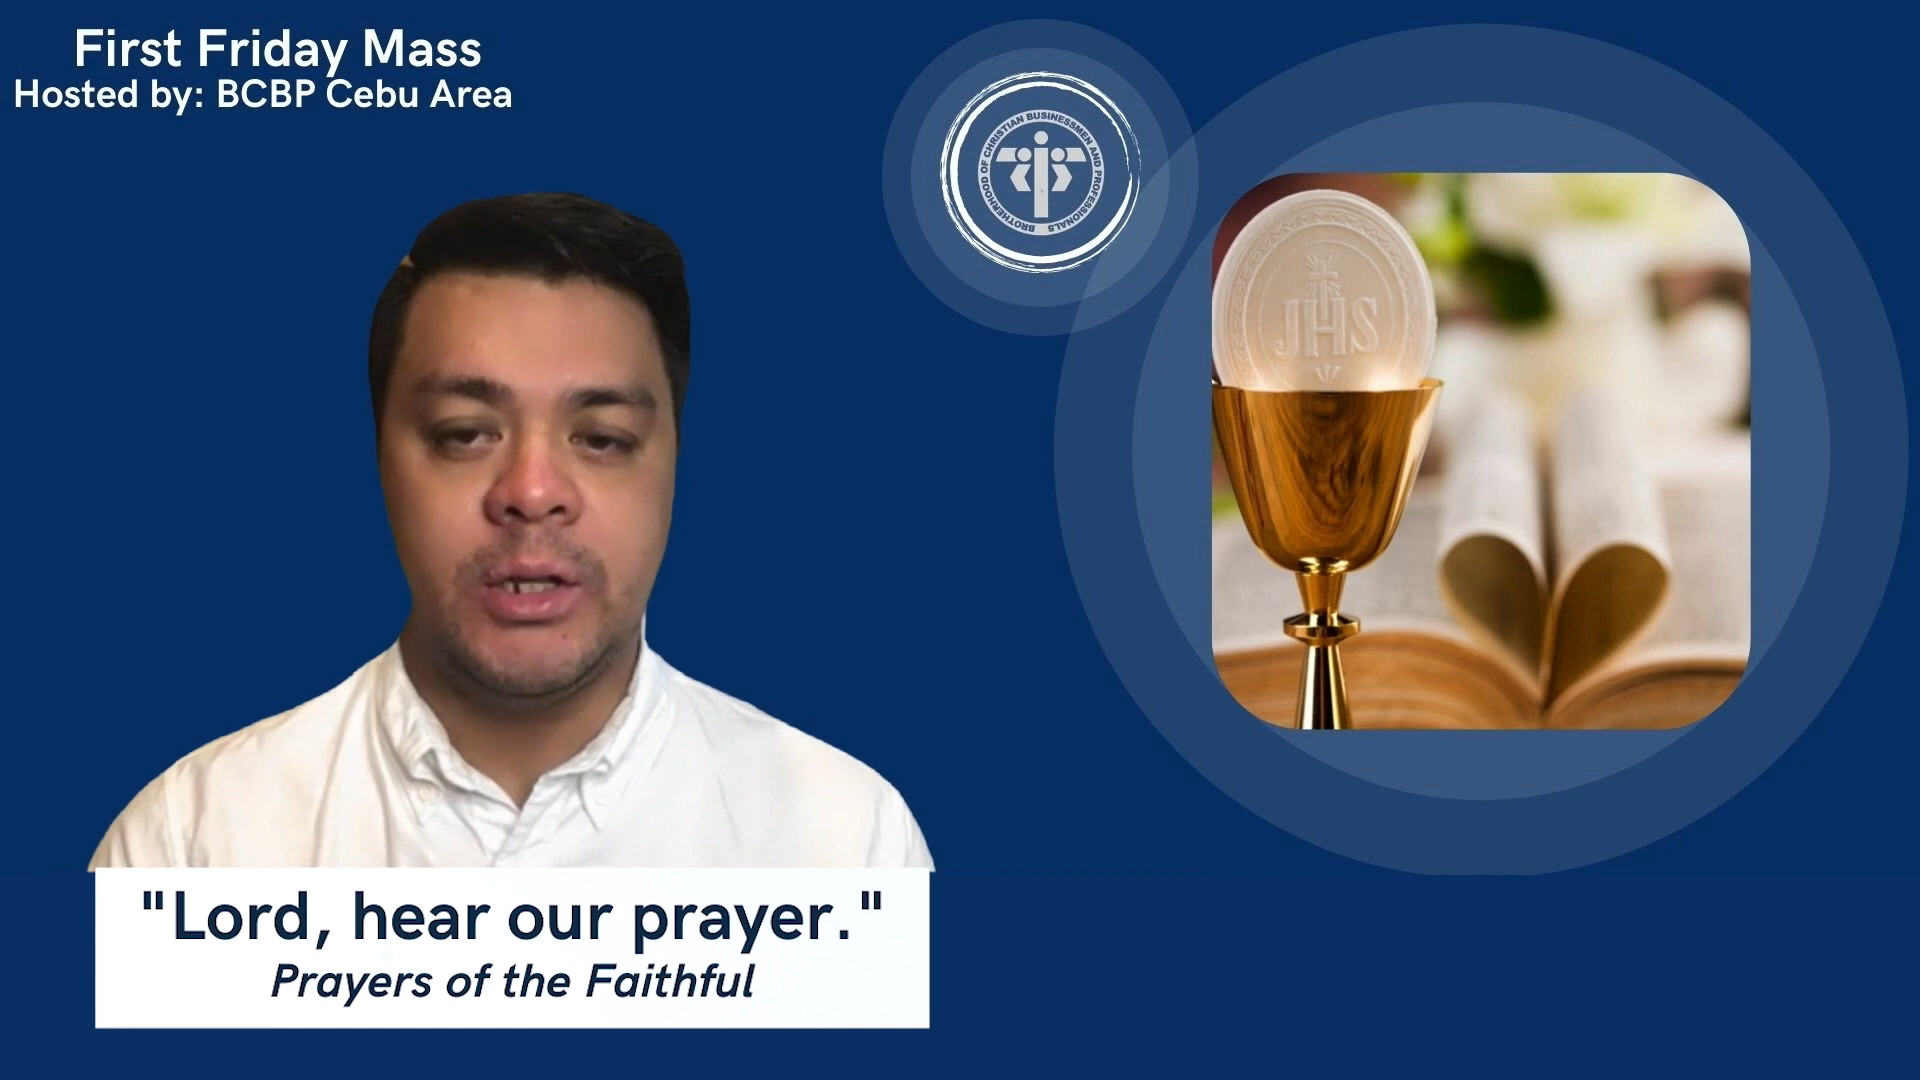 First Friday Mass
Hosted by: BCBP Cebu Area
BROTHERHOOD OF CHRISTIAN BUSINESSMEN AND PROFESSIONALS
JHS
"Lord, hear our prayer."
Prayers of the Faithful